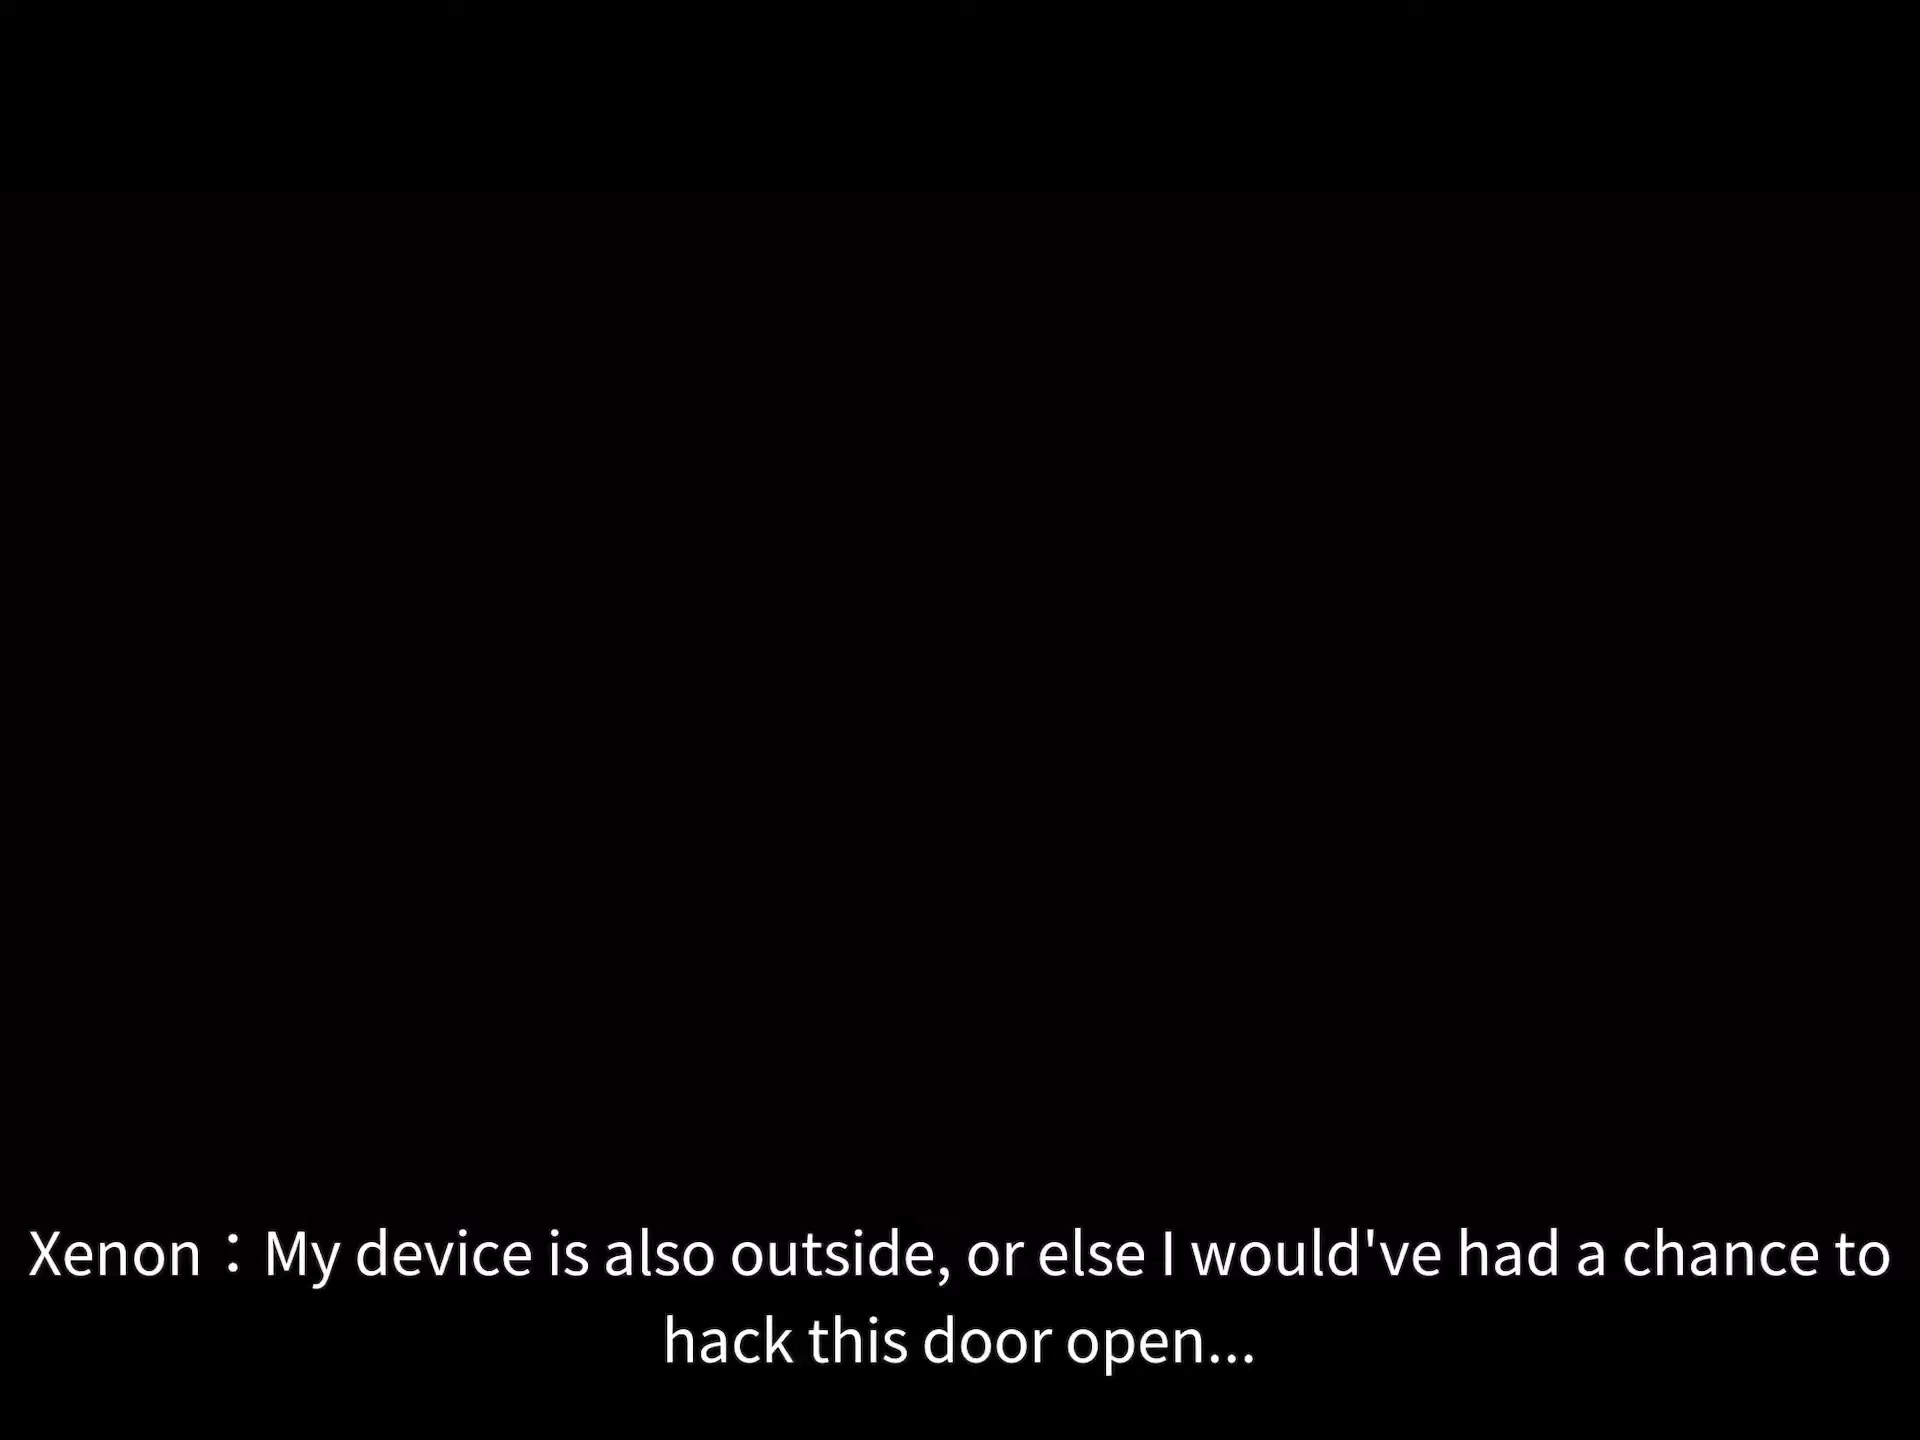 Xenon：My device is also outside, or else I would've had a chance to
hack this door open...